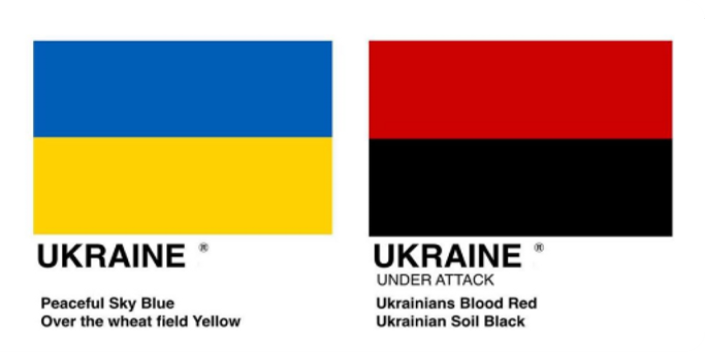 UKRAINE ®
Peaceful Sky Blue
Over the wheat field Yellow
UKRAINE ®
UNDER ATTACK
Ukrainians Blood Red
Ukrainian Soil Black